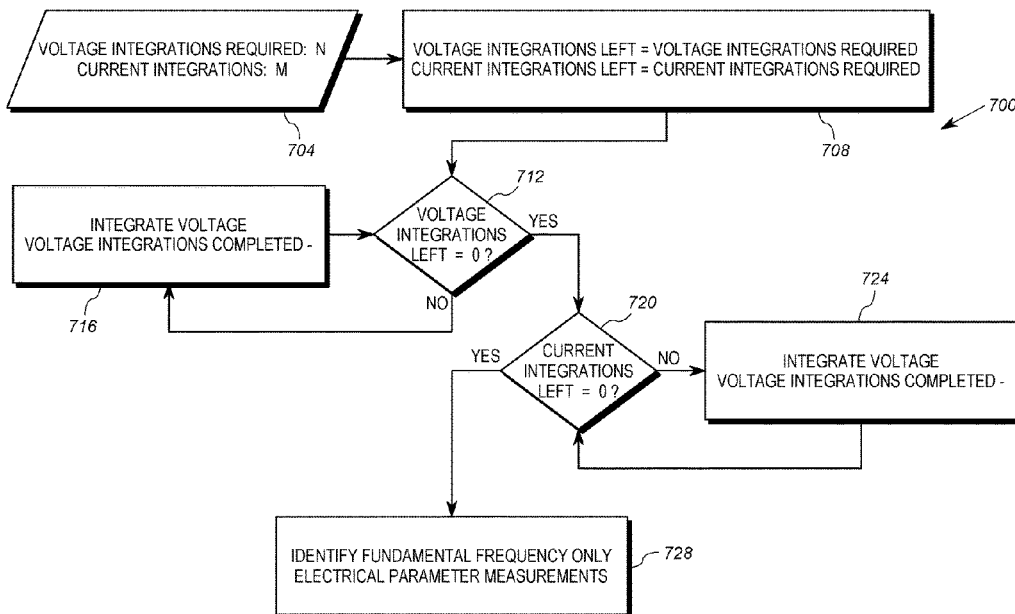 VOLTAGE INTEGRATIONS REQUIRED: N
CURRENT INTEGRATIONS: M
704
VOLTAGE INTEGRATIONS LEFT = VOLTAGE INTEGRATIONS REQUIRED
CURRENT INTEGRATIONS LEFT = CURRENT INTEGRATIONS REQUIRED
708
700
712
VOLTAGE
INTEGRATIONS
LEFT = 0 ?
YES
NO
INTEGRATE VOLTAGE
VOLTAGE INTEGRATIONS COMPLETED -
716
720
CURRENT
INTEGRATIONS
LEFT = 0 ?
YES
NO
724
INTEGRATE VOLTAGE
VOLTAGE INTEGRATIONS COMPLETED -
IDENTIFY FUNDAMENTAL FREQUENCY ONLY
ELECTRICAL PARAMETER MEASUREMENTS
728